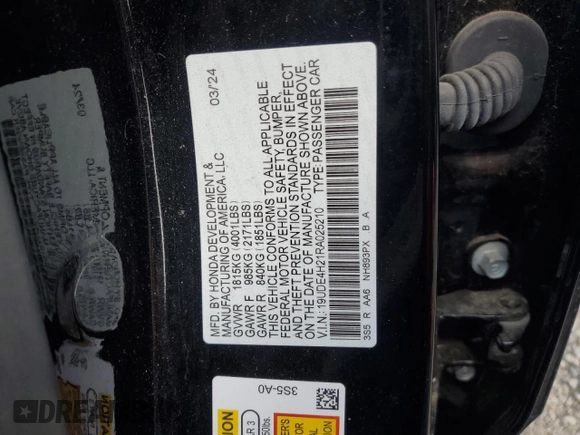 MFD. BY HONDA DEVELOPMENT & 03/24
MANUFACTURING OF AMERICA, LLC
GVWR 1815KG (4001LBS)
GAWR F 985KG (2171LBS)
GAWR R 840KG (1851LBS)
THIS VEHICLE CONFORMS TO ALL APPLICABLE
FEDERAL MOTOR VEHICLE SAFETY, BUMPER,
AND THEFT PREVENTION STANDARDS IN EFFECT
ON THE DATE OF MANUFACTURE SHOWN ABOVE.
V.I.N.: 19UDE4H21RA025210 TYPE: PASSENGER CAR
3S5 R AA6 NH893PX B A
3S5-A0